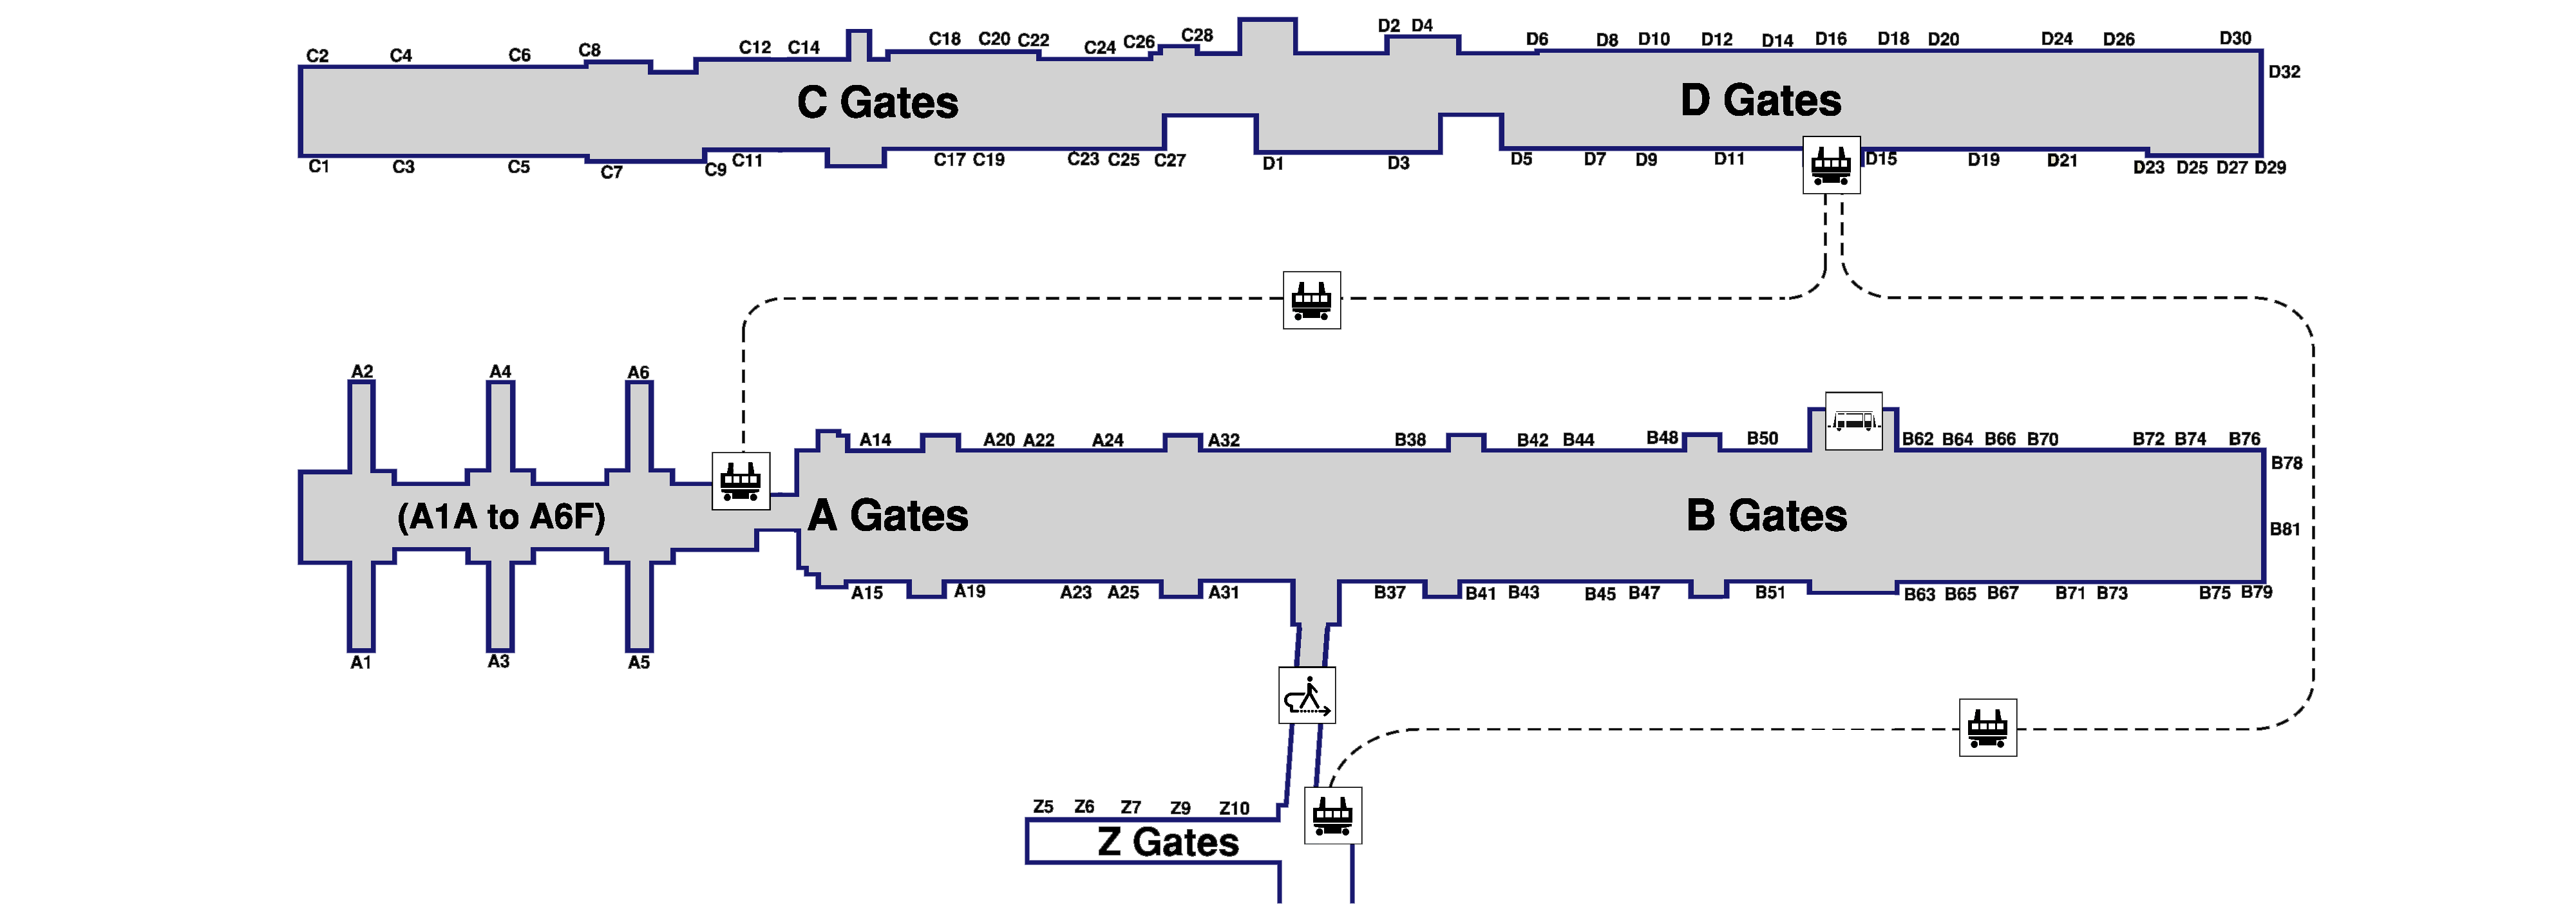 C2 C4 C6 C8 C12 C14 C18 C20 C22 C24 C26 C28 D2 D4 D6 D8 D10 D12 D14 D16 D18 D20 D24 D26 D30
D32
C Gates D Gates
C1 C3 C5 C7 C9 C11 C17 C19 C23 C25 C27 D1 D3 D5 D7 D9 D11 D15 D19 D21 D23 D25 D27 D29
A2 A4 A6
A14 A20 A22 A24 A32 B38 B42 B44 B48 B50 B62 B64 B66 B70 B72 B74 B76
B78
(A1A to A6F) A Gates B Gates
B81
A15 A19 A23 A25 A31 B37 B41 B43 B45 B47 B51 B63 B65 B67 B71 B73 B75 B79
A1 A3 A5
Z5 Z6 Z7 Z9 Z10
Z Gates